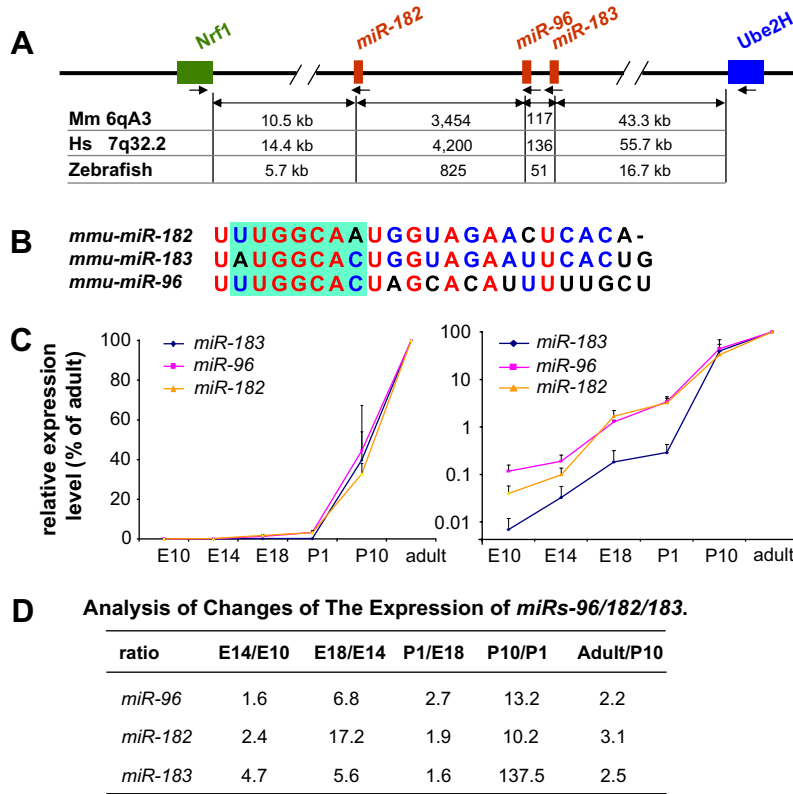 A
Nrf1 miR-182 miR-96 miR-183 Ube2H
Mm 6qA3 10.5 kb 3,454 117 43.3 kb
Hs 7q32.2 14.4 kb 4,200 136 55.7 kb
Zebrafish 5.7 kb 825 51 16.7 kb
B
mmu-miR-182 UUUGGCAAUGGUAGAACUCACA-
mmu-miR-183 UAUGGCACUGGUAGAAUUCACUG
mmu-miR-96 UUUGGCACUAGCACAUUUUUGCU
C
relative expression
level (% of adult)
100
80
60
40
20
0
miR-183
miR-96
miR-182
E10 E14 E18 P1 P10 adult
100
10
1
0.1
0.01
miR-183
miR-96
miR-182
E10 E14 E18 P1 P10 adult
D Analysis of Changes of The Expression of miRs-96/182/183.
ratio E14/E10 E18/E14 P1/E18 P10/P1 Adult/P10
miR-96 1.6 6.8 2.7 13.2 2.2
miR-182 2.4 17.2 1.9 10.2 3.1
miR-183 4.7 5.6 1.6 137.5 2.5